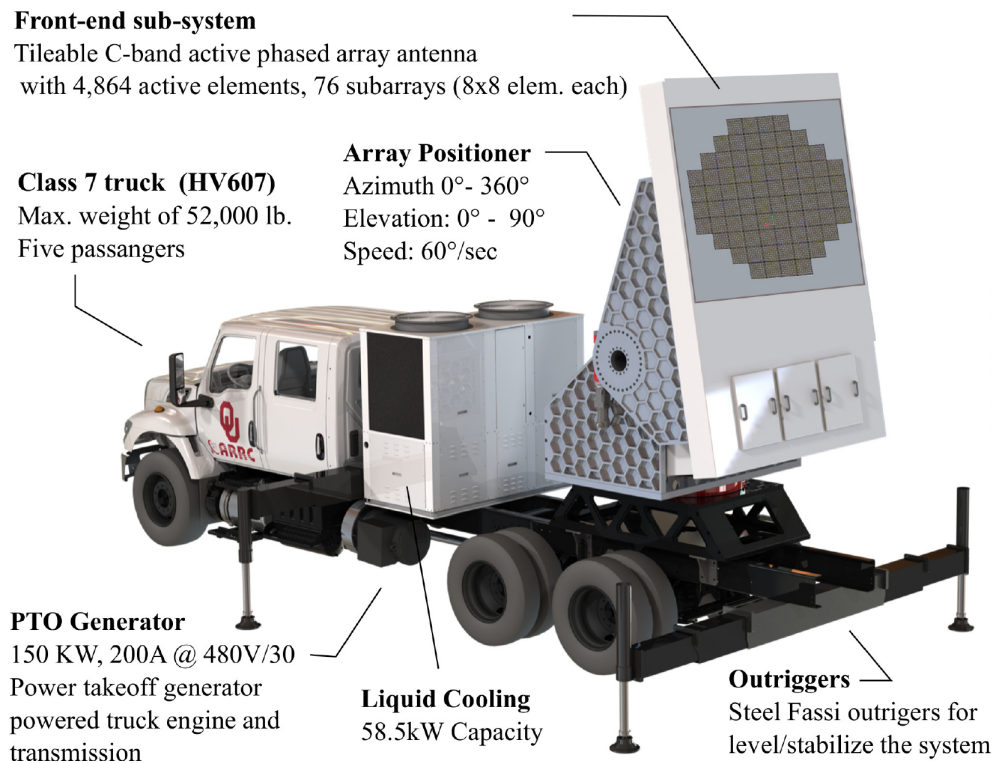 Front-end sub-system
Tileable C-band active phased array antenna
with 4,864 active elements, 76 subarrays (8x8 elem. each)
Array Positioner
Azimuth 0°- 360°
Elevation: 0° - 90°
Speed: 60°/sec
Class 7 truck (HV607)
Max. weight of 52,000 lb.
Five passangers
OU
ARRC
PTO Generator
150 KW, 200A @ 480V/30
Power takeoff generator
powered truck engine and
transmission
Liquid Cooling
58.5kW Capacity
Outriggers
Steel Fassi outrigers for
level/stabilize the system